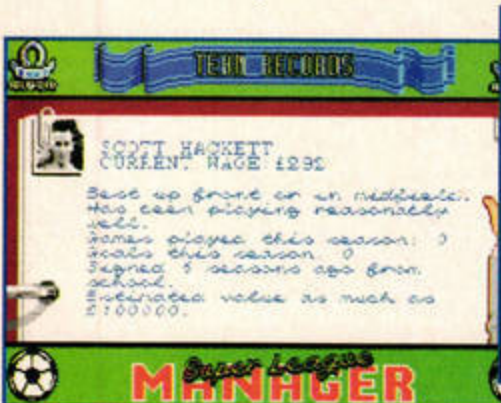 TEAM RECORDS
SCOTT HACKETT
CURRENT WAGE £292
Best up front or in midfield.
Has been playing reasonably
well.
Games played this season: 0
Goals this season: 0
Signed 5 seasons ago from
school.
Estimated value as much as
£100000.
Super League
MANAGER